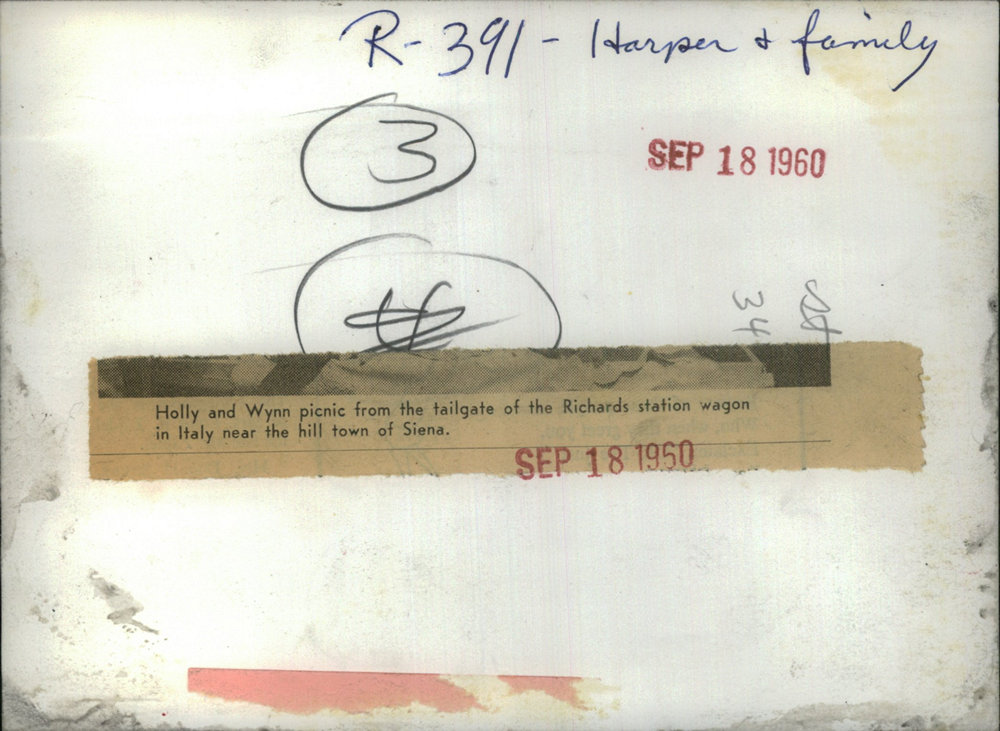 R-391 - Harper & family
3
SEP 18 1960
34
Holly and Wynn picnic from the tailgate of the Richards station wagon
in Italy near the hill town of Siena.
SEP 18 1960